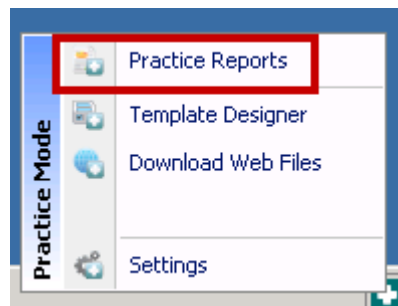 Practice Mode
Practice Reports
Template Designer
Download Web Files
Settings